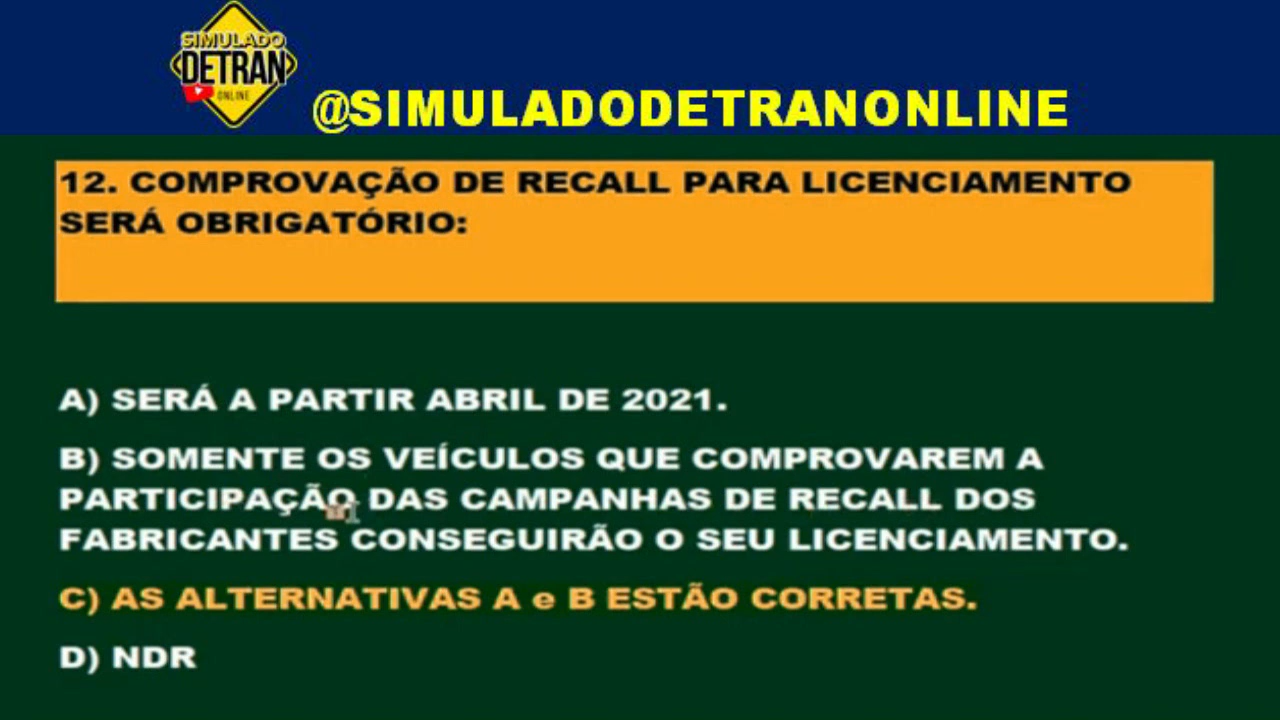 SIMULADO
DETRAN
ONLINE
@SIMULADODETRANONLINE
12. COMPROVAÇÃO DE RECALL PARA LICENCIAMENTO
SERÁ OBRIGATÓRIO:
A) SERÁ A PARTIR ABRIL DE 2021.
B) SOMENTE OS VEÍCULOS QUE COMPROVAREM A
PARTICIPAÇÃO DAS CAMPANHAS DE RECALL DOS
FABRICANTES CONSEGUIRÃO O SEU LICENCIAMENTO.
C) AS ALTERNATIVAS A e B ESTÃO CORRETAS.
D) NDR